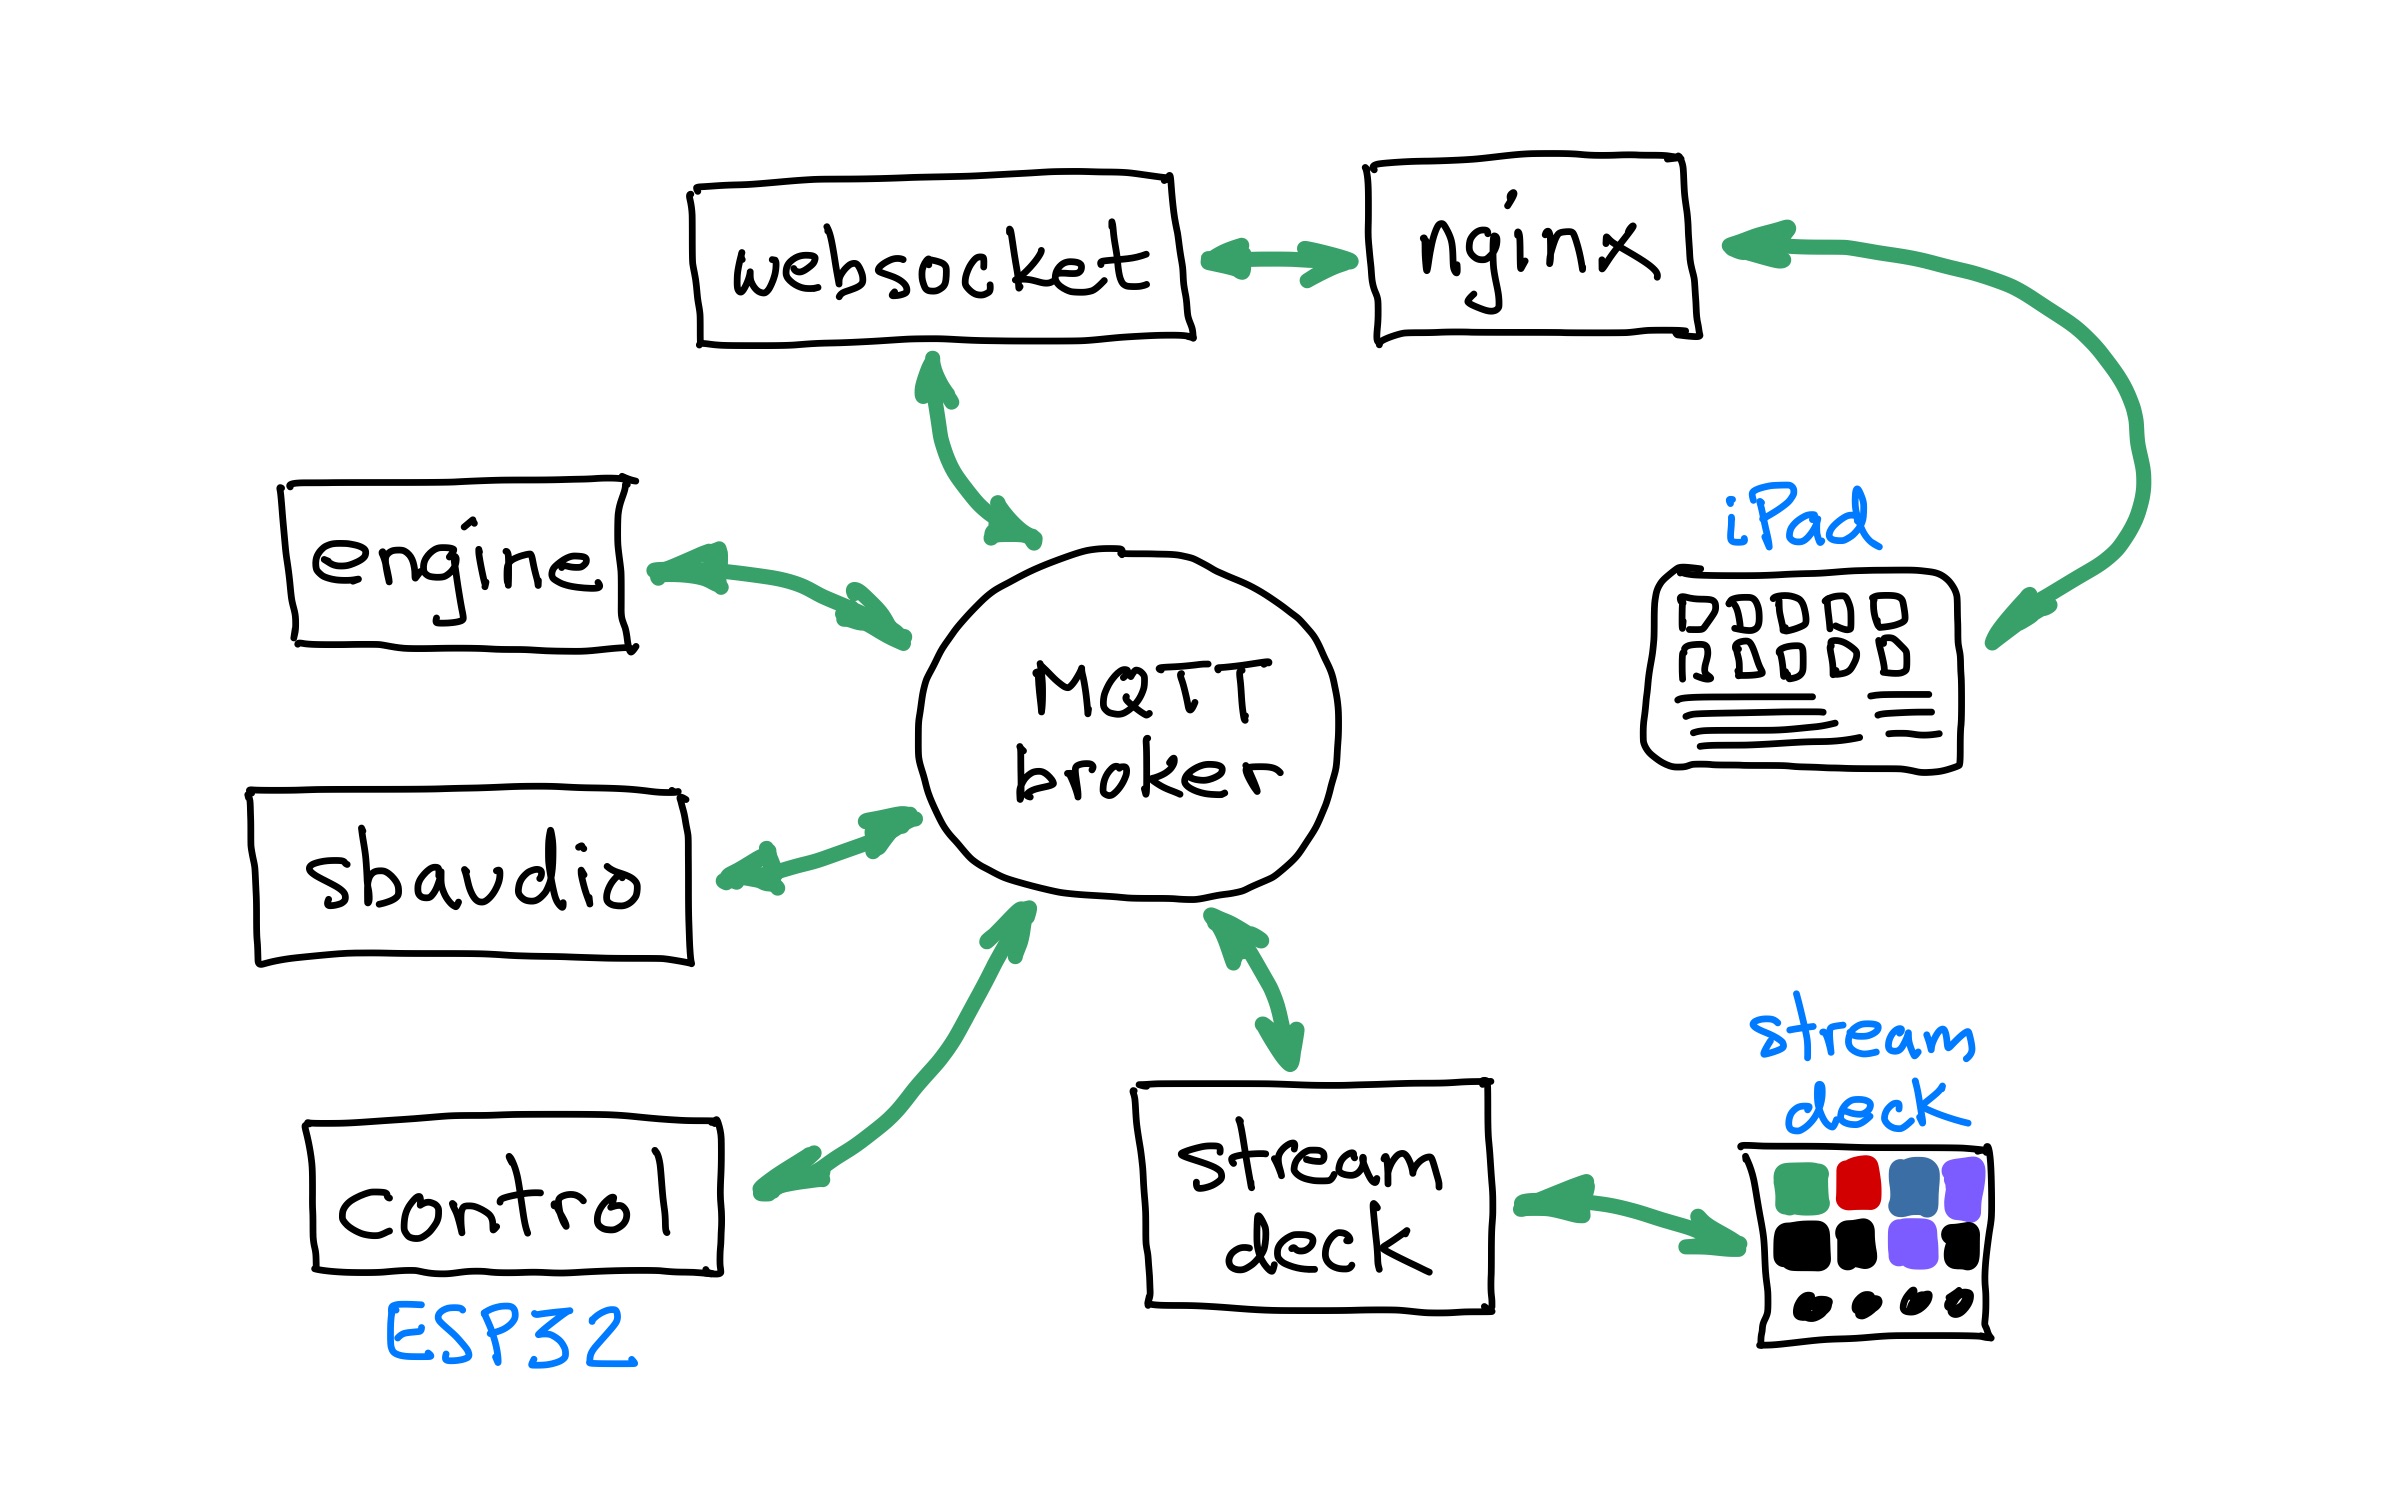 websocket
nginx
engine
iPad
MQTT
broker
sbaudio
stream
deck
control
ESP32
stream
deck